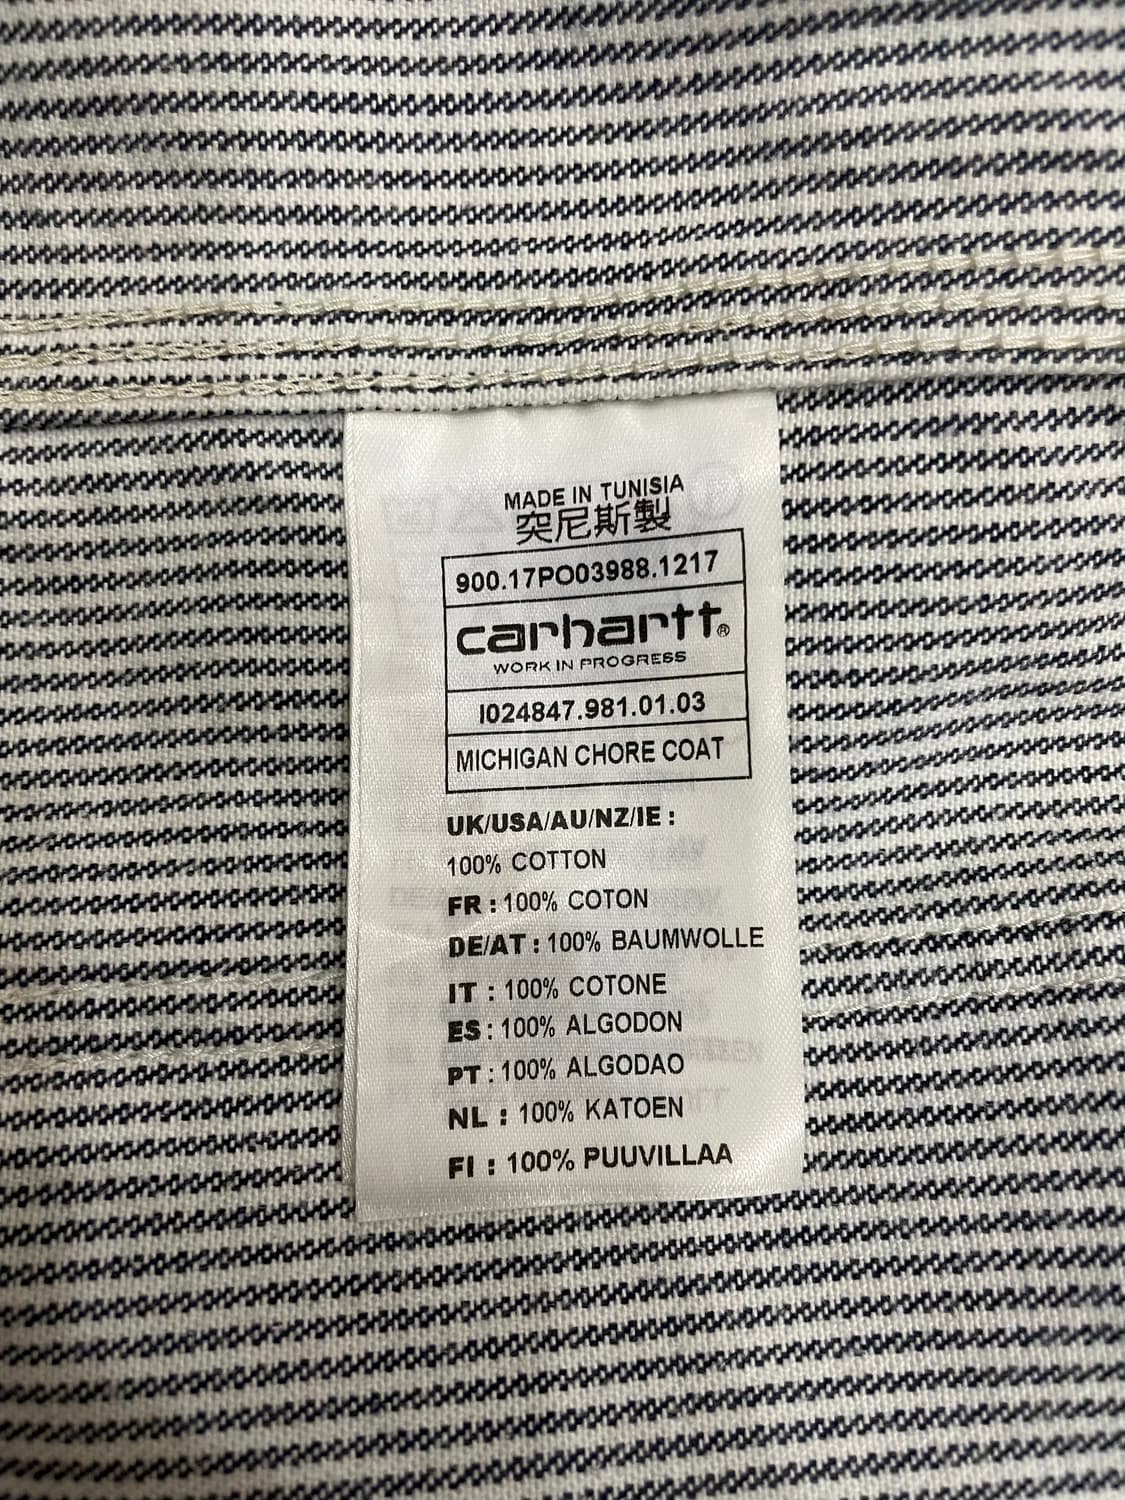 MADE IN TUNISIA
突尼斯製
900.17PO03988.1217
carhartt®
WORK IN PROGRESS
I024847.981.01.03
MICHIGAN CHORE COAT
UK/USA/AU/NZ/IE :
100% COTTON
FR : 100% COTON
DE/AT : 100% BAUMWOLLE
IT : 100% COTONE
ES : 100% ALGODON
PT : 100% ALGODAO
NL : 100% KATOEN
FI : 100% PUUVILLAA